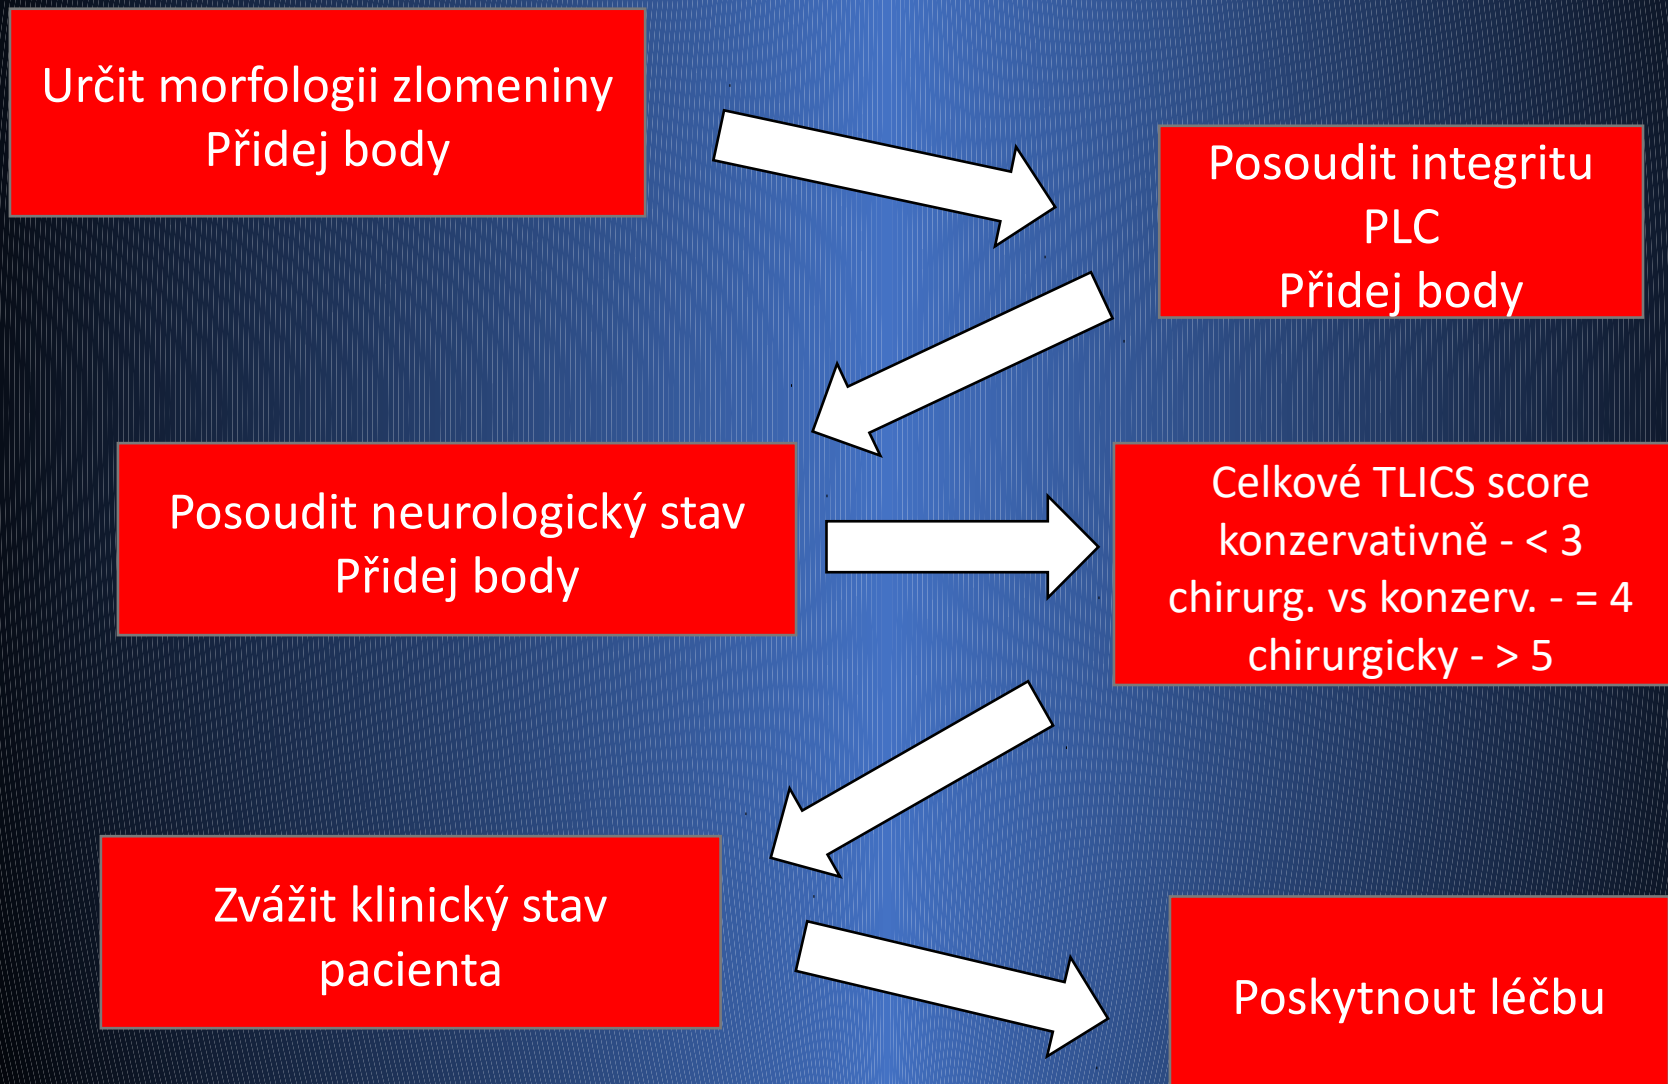 Určit morfologii zlomeniny
Přidej body
Posoudit integritu
PLC
Přidej body
Posoudit neurologický stav
Přidej body
Celkové TLICS score
konzervativně - < 3
chirurg. vs konzerv. - = 4
chirurgicky - > 5
Zvážit klinický stav
pacienta
Poskytnout léčbu